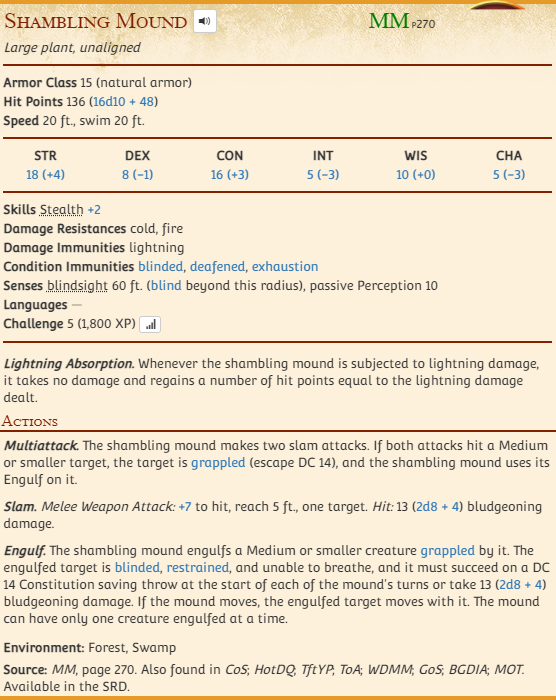 Shambling Mound MM P270
Large plant, unaligned
Armor Class 15 (natural armor)
Hit Points 136 (16d10 + 48)
Speed 20 ft., swim 20 ft.
STR DEX CON INT WIS CHA
18 (+4) 8 (−1) 16 (+3) 5 (−3) 10 (+0) 5 (−3)
Skills Stealth +2
Damage Resistances cold, fire
Damage Immunities lightning
Condition Immunities blinded, deafened, exhaustion
Senses blindsight 60 ft. (blind beyond this radius), passive Perception 10
Languages —
Challenge 5 (1,800 XP)
Lightning Absorption. Whenever the shambling mound is subjected to lightning damage,
it takes no damage and regains a number of hit points equal to the lightning damage
dealt.
Actions
Multiattack. The shambling mound makes two slam attacks. If both attacks hit a Medium
or smaller target, the target is grappled (escape DC 14), and the shambling mound uses its
Engulf on it.
Slam. Melee Weapon Attack: +7 to hit, reach 5 ft., one target. Hit: 13 (2d8 + 4) bludgeoning
damage.
Engulf. The shambling mound engulfs a Medium or smaller creature grappled by it. The
engulfed target is blinded, restrained, and unable to breathe, and it must succeed on a DC
14 Constitution saving throw at the start of each of the mound's turns or take 13 (2d8 + 4)
bludgeoning damage. If the mound moves, the engulfed target moves with it. The mound
can have only one creature engulfed at a time.
Environment: Forest, Swamp
Source: MM, page 270. Also found in CoS; HotDQ; TftYP; ToA; WDMM; GoS; BGDIA; MOT.
Available in the SRD.